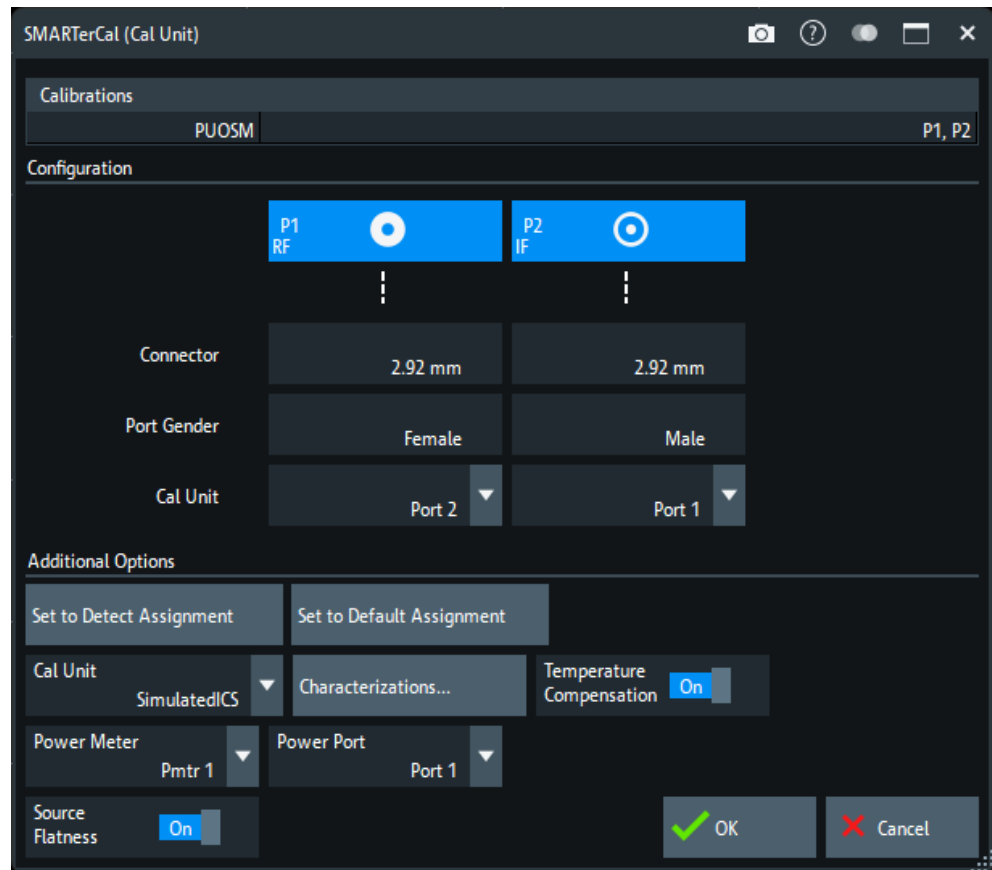 SMARTerCal (Cal Unit)
Calibrations
PUOSM P1, P2
Configuration
P1 P2
RF IF
Connector 2.92 mm 2.92 mm
Port Gender Female Male
Cal Unit Port 2 Port 1
Additional Options
Set to Detect Assignment Set to Default Assignment
Cal Unit
SimulatedICS
Characterizations...
Temperature
Compensation On
Power Meter
Pmtr 1
Power Port
Port 1
Source
Flatness On
OK Cancel